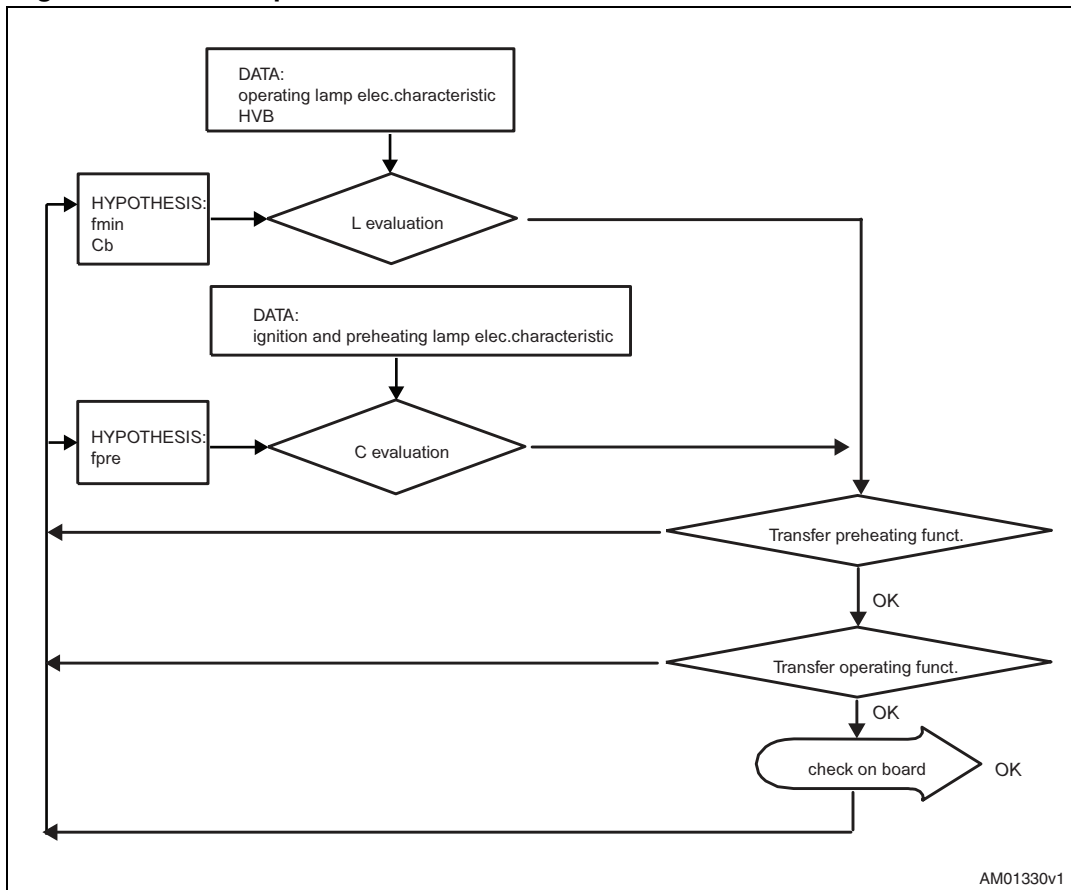 DATA:
operating lamp elec.characteristic
HVB
HYPOTHESIS:
fmin
Cb
L evaluation
DATA:
ignition and preheating lamp elec.characteristic
HYPOTHESIS:
fpre
C evaluation
Transfer preheating funct.
OK
Transfer operating funct.
OK
check on board
OK
AM01330v1